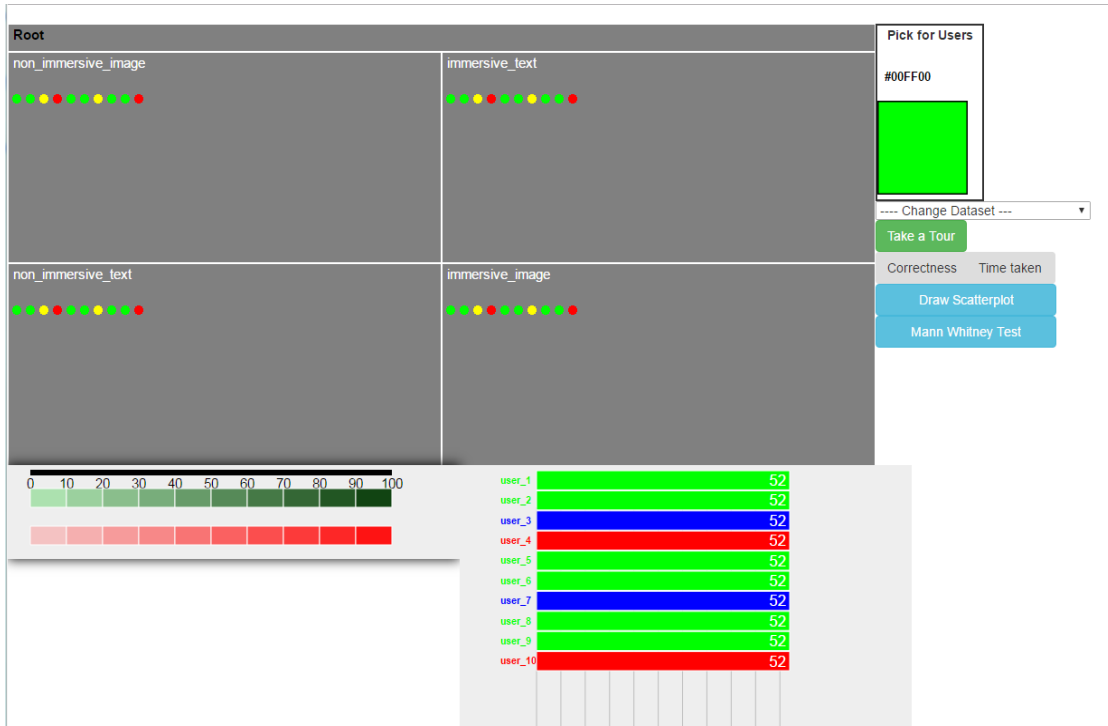 Root
non_immersive_image
immersive_text
non_immersive_text
immersive_image
Pick for Users
#00FF00
---- Change Dataset ---
Take a Tour
Correctness Time taken
Draw Scatterplot
Mann Whitney Test
0 10 20 30 40 50 60 70 80 90 100
user_1 52
user_2 52
user_3 52
user_4 52
user_5 52
user_6 52
user_7 52
user_8 52
user_9 52
user_10 52